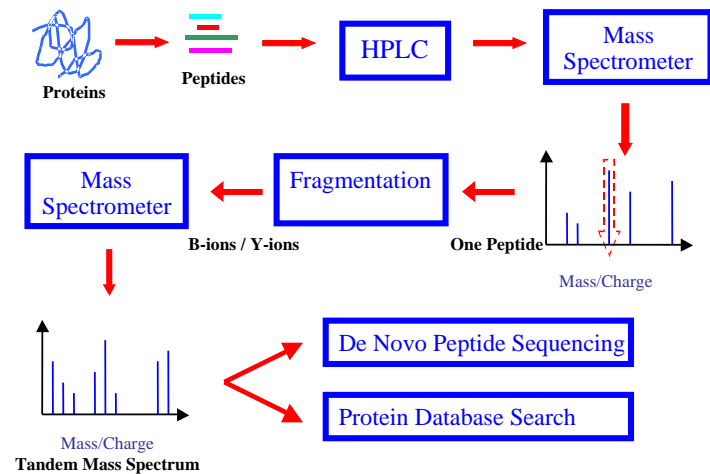 Proteins
Peptides
HPLC
Mass
Spectrometer
Mass
Spectrometer
Fragmentation
B-ions / Y-ions
One Peptide
Mass/Charge
De Novo Peptide Sequencing
Protein Database Search
Mass/Charge
Tandem Mass Spectrum